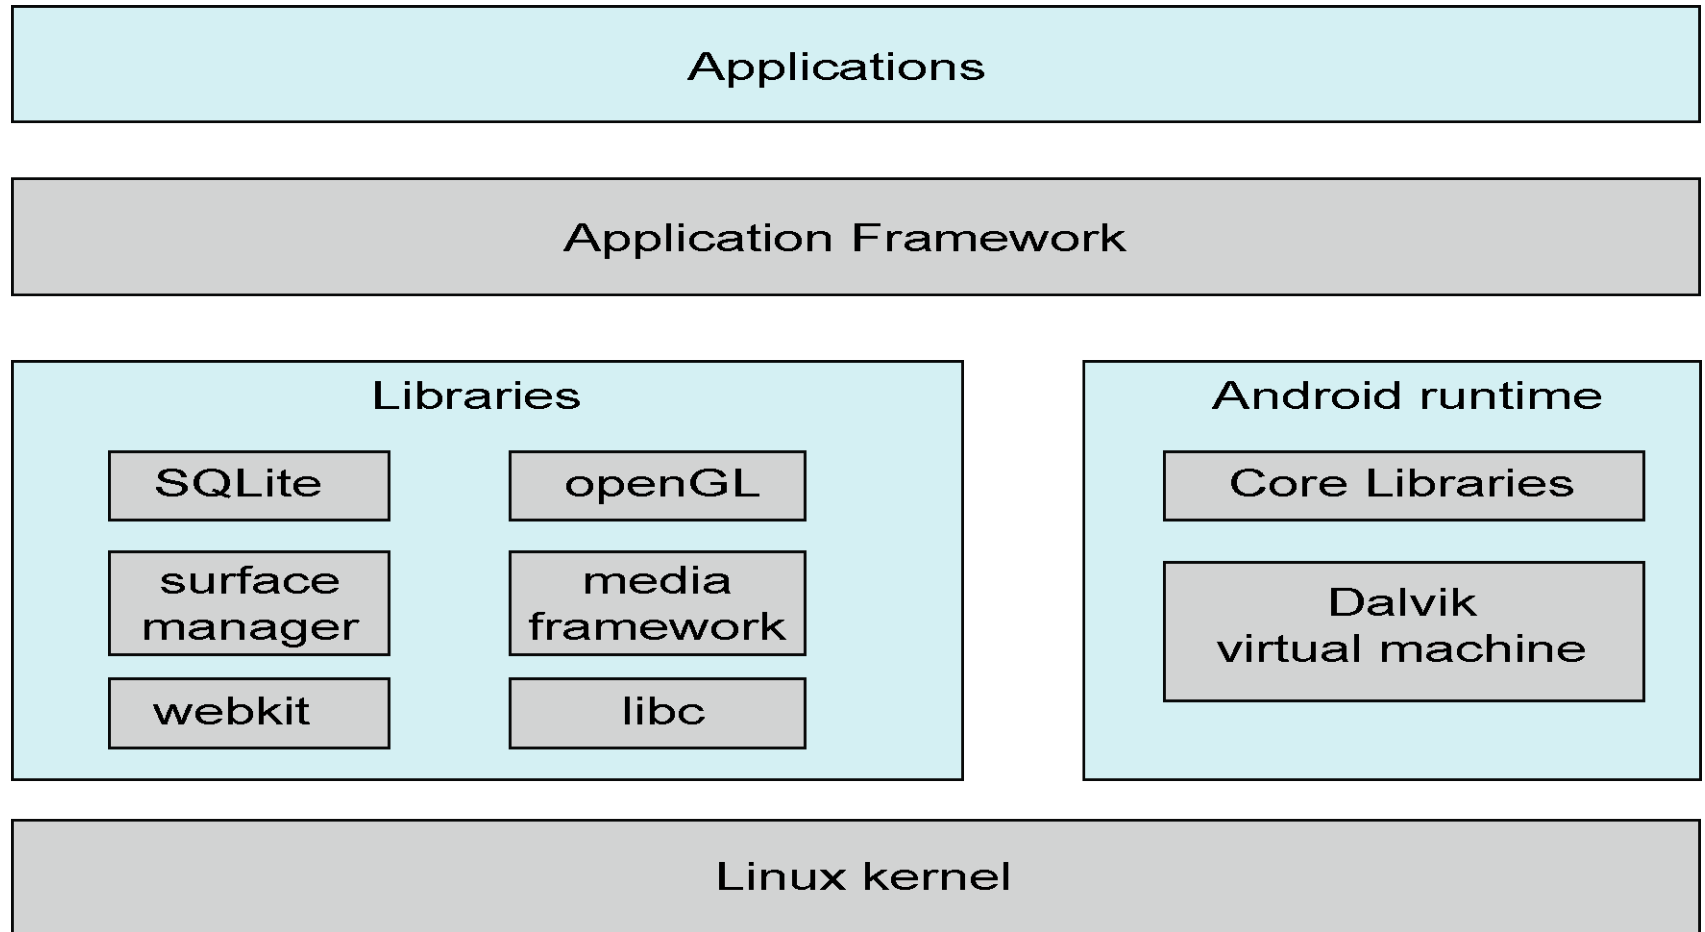 Applications
Application Framework
Libraries
SQLite
openGL
surface
manager
media
framework
webkit
libc
Android runtime
Core Libraries
Dalvik
virtual machine
Linux kernel